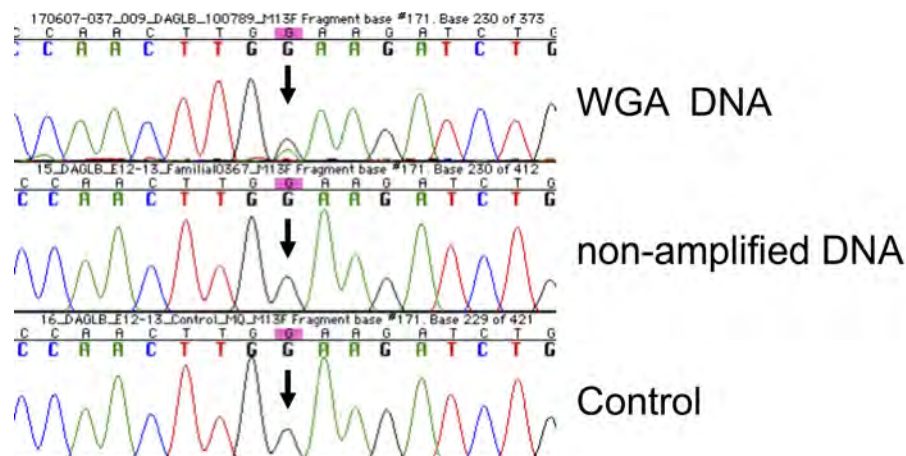 170607-037_009_DAGLB_100789_M13F Fragment base #171. Base 230 of 373
C C A A C T T G G A A G A T C T G
C C A A C T T G G A A G A T C T G
WGA DNA
15_DAGLB_E12-13_Familial0367_M13F Fragment base #171. Base 230 of 412
C C A A C T T G G A A G A T C T G
C C A A C T T G G A A G A T C T G
non-amplified DNA
16_DAGLB_E12-13_Control_MQ_M13F Fragment base #171. Base 229 of 421
C C A A C T T G G A A G A T C T G
C C A A C T T G G A A G A T C T G
Control